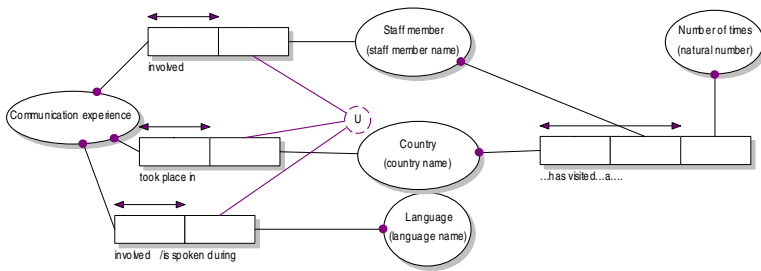 Staff member
(staff member name)
Number of times
(natural number)
involved
Communication experience
U
Country
(country name)
took place in
...has visited...a....
Language
(language name)
involved /is spoken during